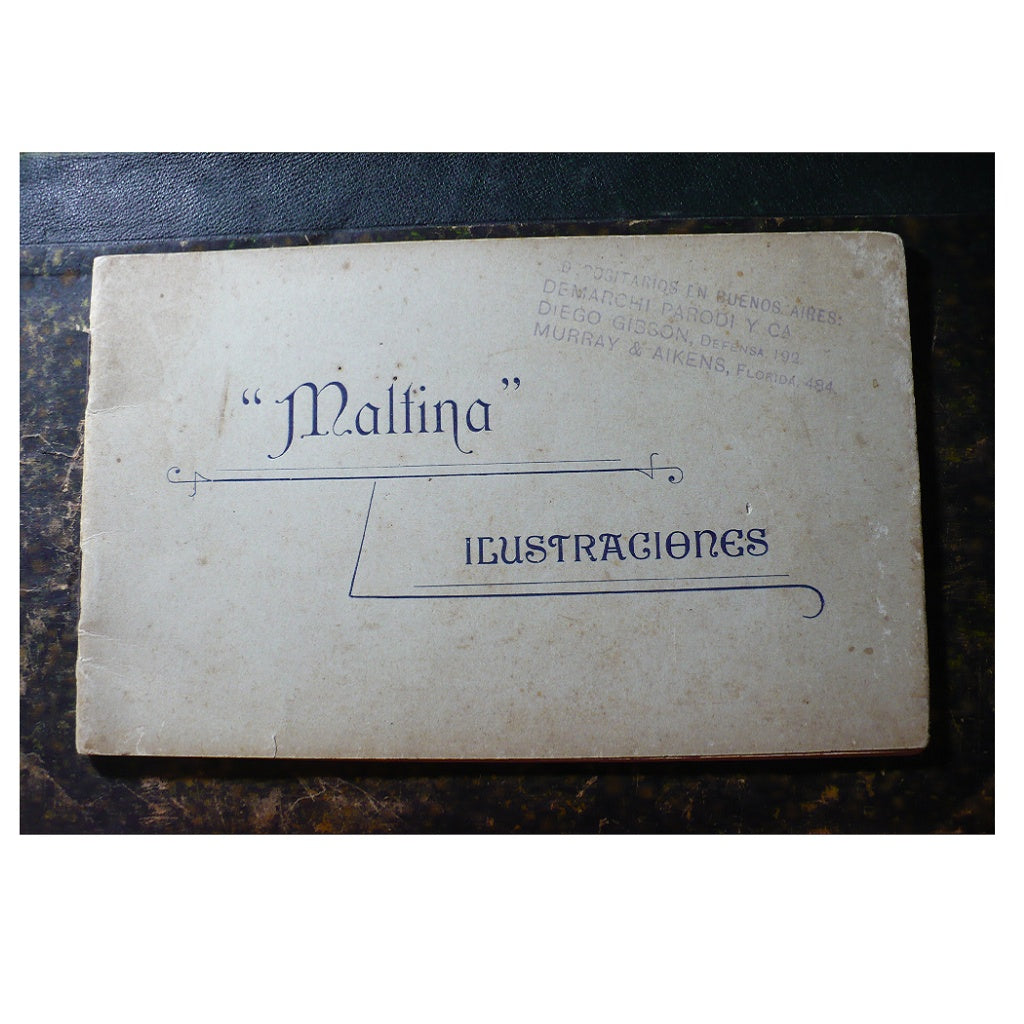 DEPOSITARIOS EN BUENOS AIRES:
DEMARCHI PARODI Y CA
DIEGO GIBSON, DEFENSA, 192
MURRAY & AIKENS, FLORIDA, 484
“Maltina”
ILUSTRACIONES